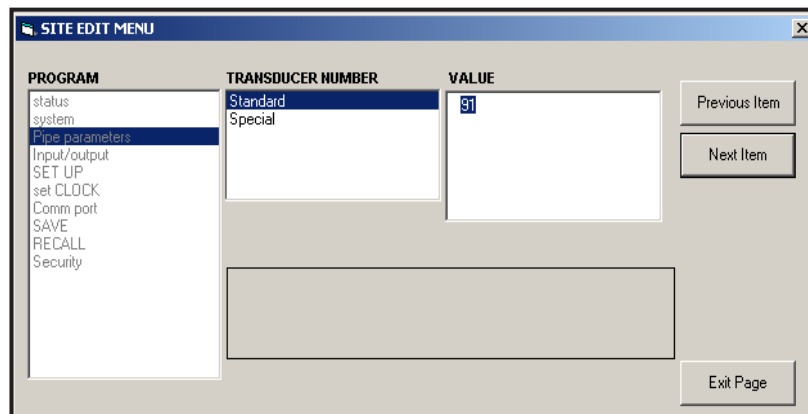 SITE EDIT MENU
PROGRAM
status
system
Pipe parameters
Input/output
SET UP
set CLOCK
Comm port
SAVE
RECALL
Security
TRANSDUCER NUMBER
Standard
Special
VALUE
91
Previous Item
Next Item
Exit Page